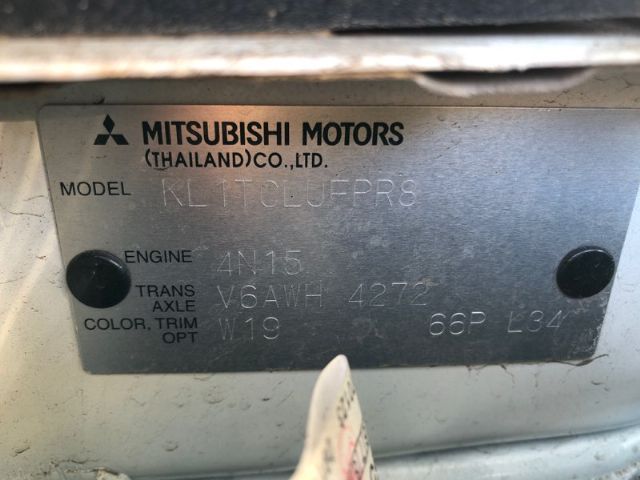 MITSUBISHI MOTORS
(THAILAND)CO.,LTD.
MODEL KL1TCLUFPR8
ENGINE 4N15
TRANS AXLE V6AWH 4272
COLOR, TRIM OPT W19 66P L34